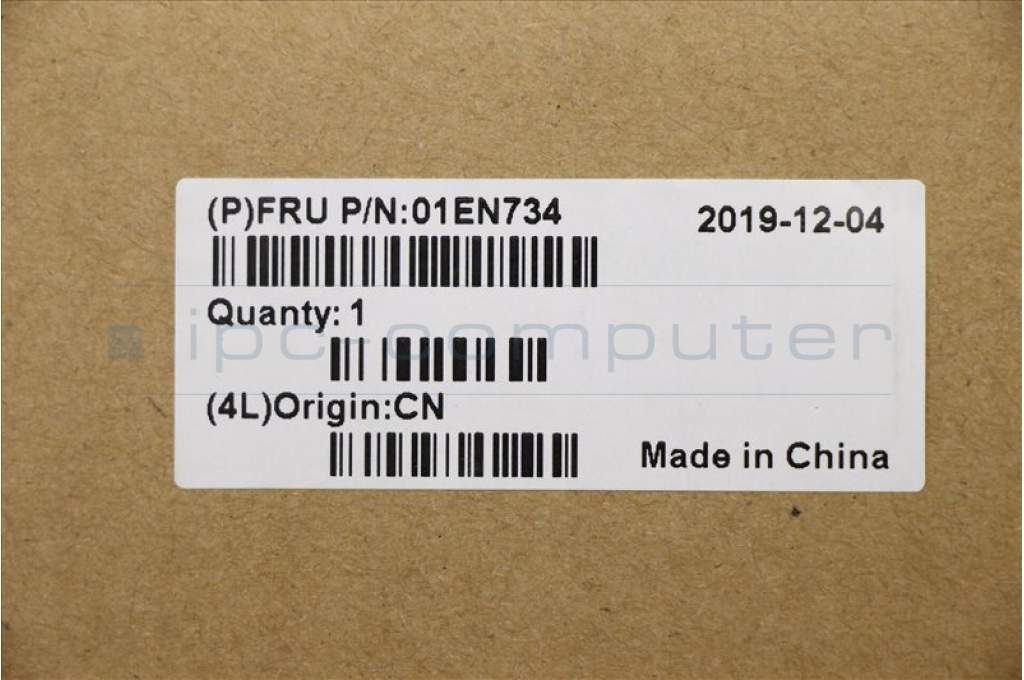 (P)FRU P/N:01EN734
2019-12-04
Quanty: 1
ipc-computer
(4L)Origin:CN
Made in China